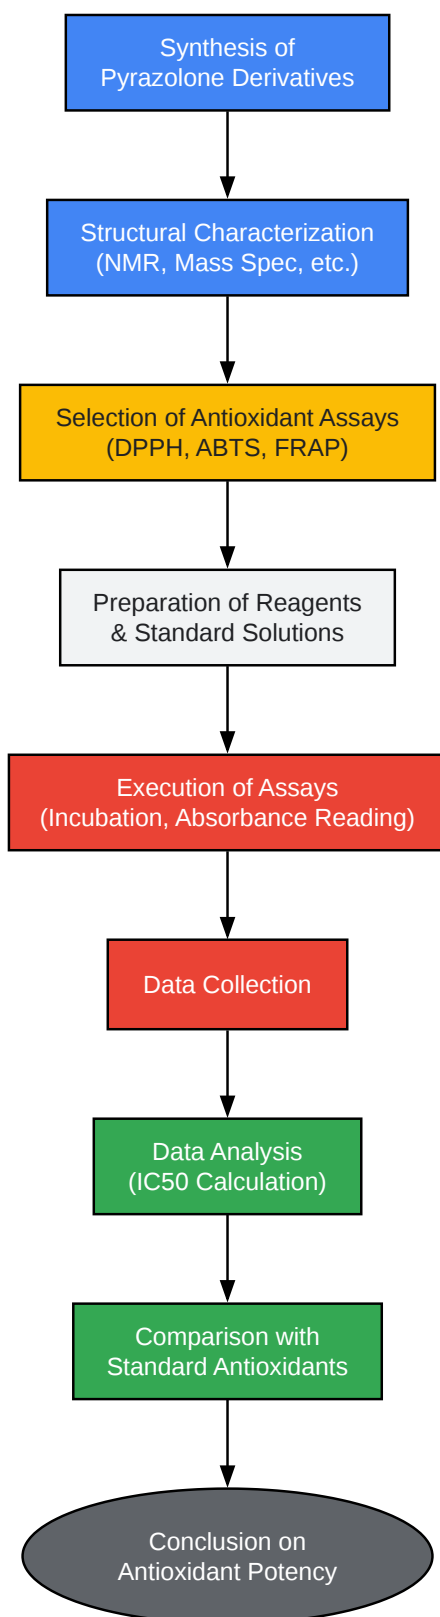 Synthesis of
Pyrazolone Derivatives
Structural Characterization
(NMR, Mass Spec, etc.)
Selection of Antioxidant Assays
(DPPH, ABTS, FRAP)
Preparation of Reagents
& Standard Solutions
Execution of Assays
(Incubation, Absorbance Reading)
Data Collection
Data Analysis
(IC50 Calculation)
Comparison with
Standard Antioxidants
Conclusion on
Antioxidant Potency